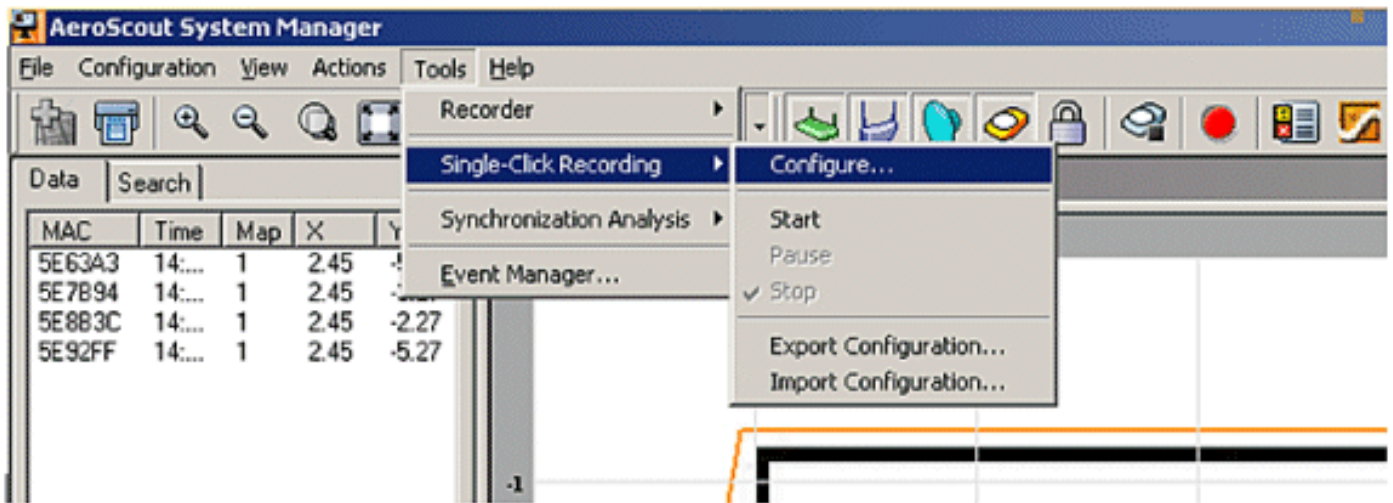 AeroScout System Manager
File Configuration View Actions Tools Help
Recorder
Single-Click Recording
Synchronization Analysis
Event Manager...
Configure...
Start
Pause
Stop
Export Configuration...
Import Configuration...
Data Search
MAC Time Map X Y
5E63A3 14:... 1 2.45
5E7B94 14:... 1 2.45
5E8B3C 14:... 1 2.45 -2.27
5E92FF 14:... 1 2.45 -5.27
-1